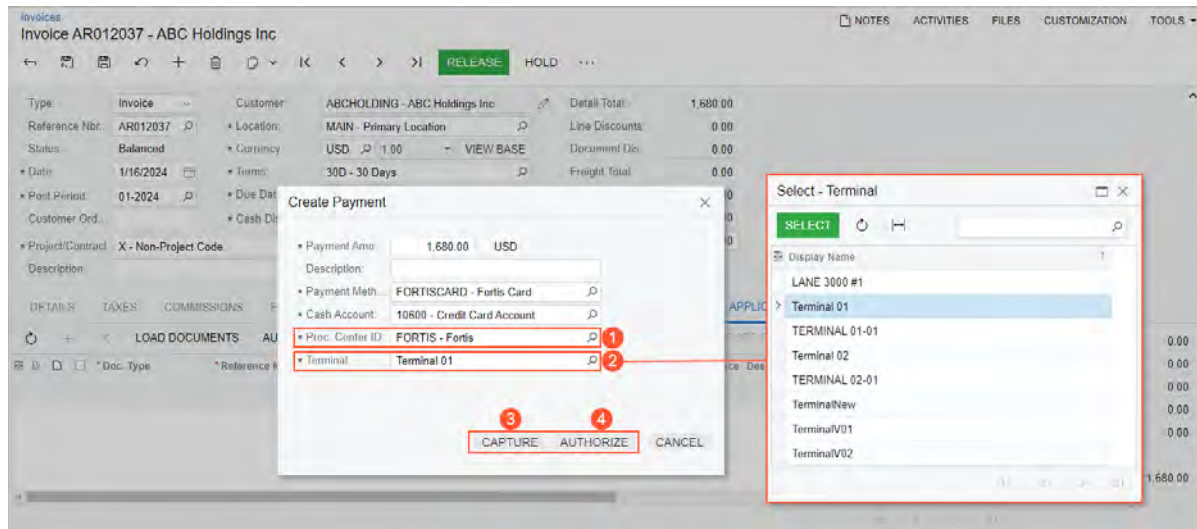 Invoices
Invoice AR012037 - ABC Holdings Inc
NOTES ACTIVITIES FILES CUSTOMIZATION TOOLS
RELEASE HOLD ...
Type: Invoice Customer: ABCHOLDING - ABC Holdings Inc Detail Total: 1,680.00
Reference Nbr.: AR012037 * Location: MAIN - Primary Location Line Discounts: 0.00
Status: Balanced * Currency: USD 1.00 VIEW BASE Document Dis 0.00
* Date: 1/16/2024 * Terms: 30D - 30 Days Freight Total: 0.00
* Post Period: 01-2024 * Due Dat
Customer Ord. * Cash Dis
* Project/Contract X - Non-Project Code.
Description:
DETAILS TAXES COMMISSIONS APPLIC
LOAD DOCUMENTS AU
* Doc. Type * Reference N
Create Payment
* Payment Amo 1,680.00 USD
Description:
* Payment Meth... FORTISCARD - Fortis Card
* Cash Account: 10600 - Credit Card Account
* Proc. Center ID: FORTIS - Fortis 1
* Terminal: Terminal 01 2
3 4
CAPTURE AUTHORIZE CANCEL
Select - Terminal
SELECT
Display Name
LANE 3000 #1
Terminal 01
TERMINAL 01-01
Terminal 02
TERMINAL 02-01
TerminalNew
TerminalV01
TerminalV02
0.00
0.00
0.00
0.00
0.00
1,680.00